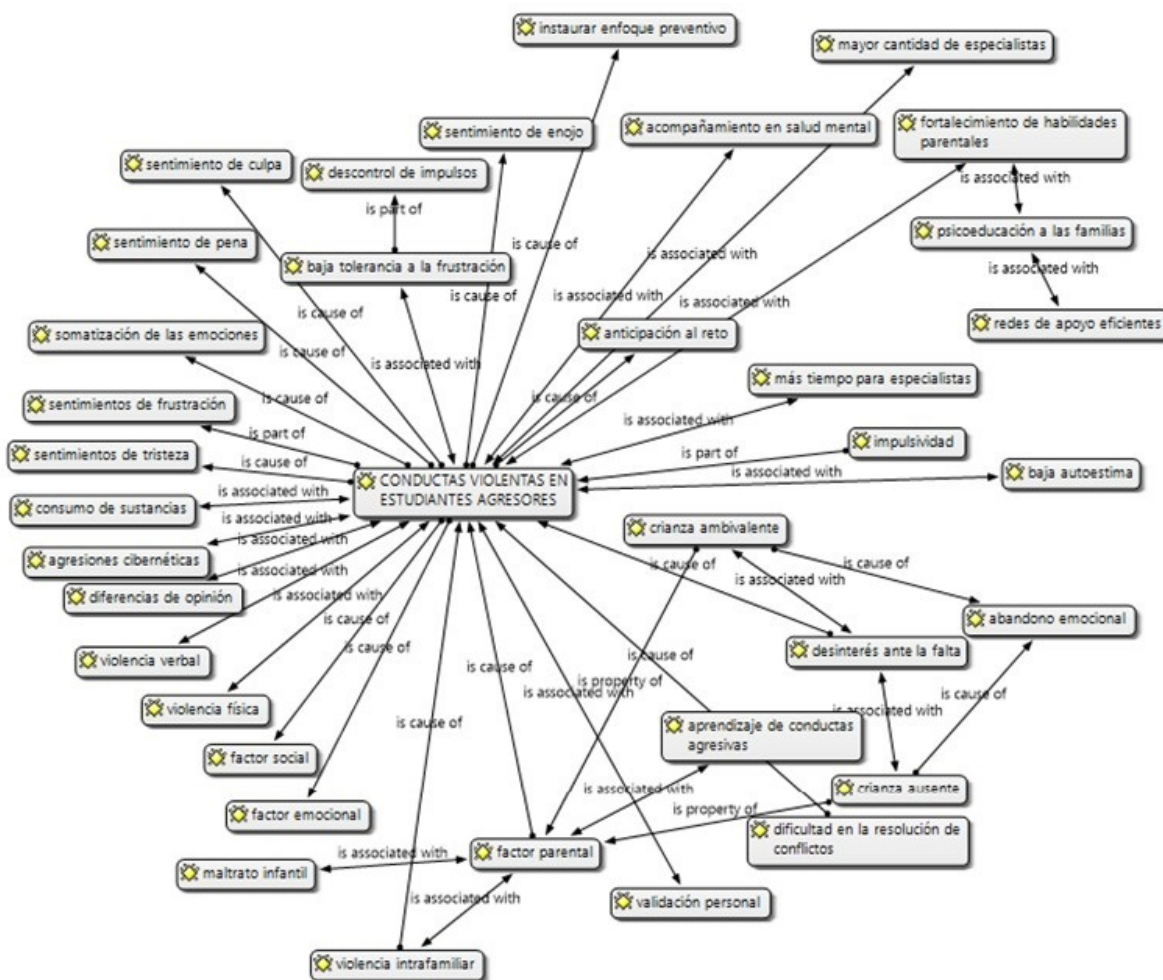 instaurar enfoque preventivo
mayor cantidad de especialistas
sentimiento de enojo
acompañamiento en salud mental
fortalecimiento de habilidades
parentales
sentimiento de culpa
descontrol de impulsos
is associated with
is part of
sentimiento de pena
psicoeducación a las familias
baja tolerancia a la frustración
is cause of
is associated with
is associated with
is cause of
is associated with
is associated with
redes de apoyo eficientes
somatización de las emociones
is cause of
anticipación al reto
is cause of
is associated with
más tiempo para especialistas
is cause of
is cause of
sentimientos de frustración
is associated with
is part of
impulsividad
sentimientos de tristeza
is part of
is cause of
CONDUCTAS VIOLENTAS EN
ESTUDIANTES AGRESORES
is associated with
baja autoestima
is associated with
consumo de sustancias
is associated with
crianza ambivalente
is associated with
agresiones cibernéticas
is associated with
is cause of
is cause of
is associated with
diferencias de opinión
is associated with
is cause of
abandono emocional
is cause of
violencia verbal
desinterés ante la falta
is cause of
is cause of
is property of
is cause of
is associated with
violencia física
is associated with
aprendizaje de conductas
agresivas
is cause of
factor social
is associated with
crianza ausente
is property of
factor emocional
dificultad en la resolución de
conflictos
is associated with
factor parental
maltrato infantil
is associated with
validación personal
violencia intrafamiliar